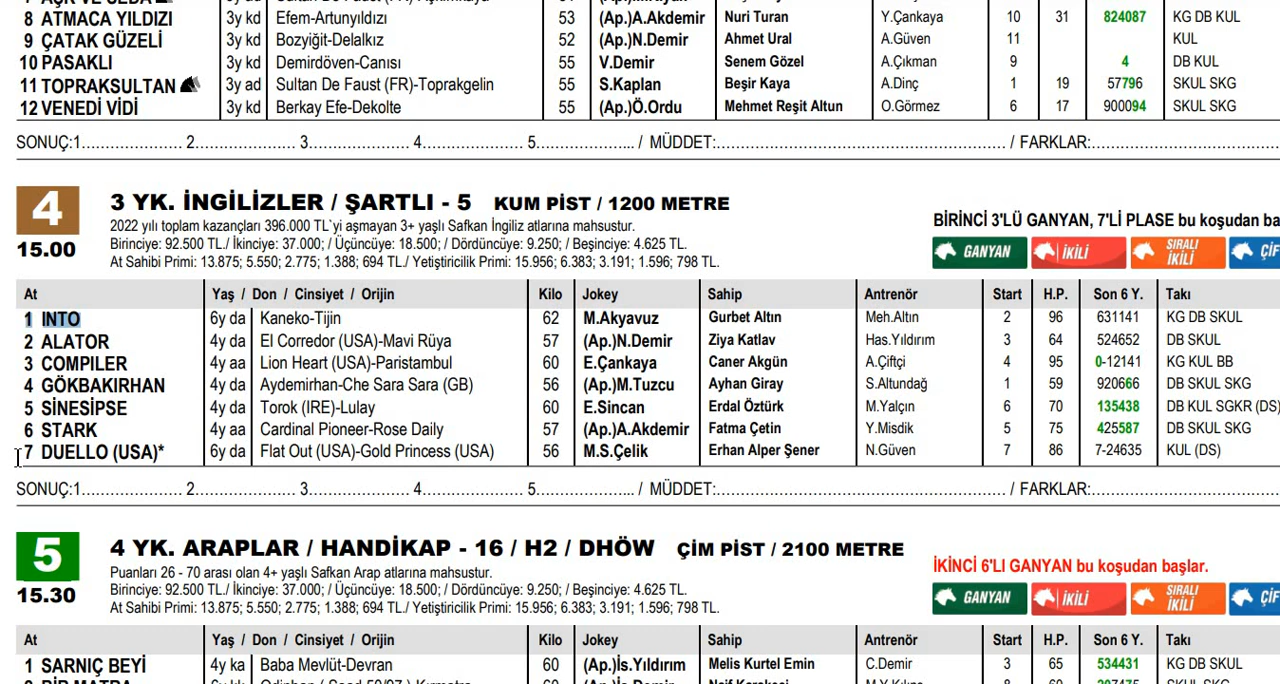 8 ATMACA YILDIZI 3y kd Efem-Artunyıldızı 53 (Ap.)A.Akdemir Nuri Turan Y.Çankaya 10 31 824087 KG DB KUL
9 ÇATAK GÜZELİ 3y kd Bozyiğit-Delalkız 52 (Ap.)N.Demir Ahmet Ural A.Güven 11 KUL
10 PASAKLI 3y kd Demirdöven-Canısı 55 V.Demir Senem Gözel A.Çıkman 9 4 DB KUL
11 TOPRAKSULTAN 3y ad Sultan De Faust (FR)-Toprakgelin 55 S.Kaplan Beşir Kaya A.Dinç 1 19 57796 SKUL SKG
12 VENEDİ VİDİ 3y kd Berkay Efe-Dekolte 55 (Ap.)Ö.Ordu Mehmet Reşit Altun O.Görmez 6 17 900094 SKUL SKG
SONUÇ:1..................... 2..................... 3..................... 4..................... 5..................... / MÜDDET:............................................................. / FARKLAR:........................................
4 3 YK. İNGİLİZLER / ŞARTLI - 5 KUM PİST / 1200 METRE
15.00
2022 yılı toplam kazançları 396.000 TL`yi aşmayan 3+ yaşlı Safkan İngiliz atlarına mahsustur.
Birinciye: 92.500 TL./ İkinciye: 37.000; / Üçüncüye: 18.500; / Dördüncüye: 9.250; / Beşinciye: 4.625 TL.
At Sahibi Primi: 13.875; 5.550; 2.775; 1.388; 694 TL./ Yetiştiricilik Primi: 15.956; 6.383; 3.191; 1.596; 798 TL.
BİRİNCİ 3'LÜ GANYAN, 7'Lİ PLASE bu koşudan ba
GANYAN İKİLİ SIRALI İKİLİ ÇİF
At Yaş / Don / Cinsiyet / Orijin Kilo Jokey Sahip Antrenör Start H.P. Son 6 Y. Takı
1 INTO 6y da Kaneko-Tijin 62 M.Akyavuz Gurbet Altın Meh.Altın 2 96 631141 KG DB SKUL
2 ALATOR 4y da El Corredor (USA)-Mavi Rüya 57 (Ap.)N.Demir Ziya Katlav Has.Yıldırım 3 64 524652 DB SKUL
3 COMPILER 4y aa Lion Heart (USA)-Paristambul 60 E.Çankaya Caner Akgün A.Çiftçi 4 95 0-12141 KG KUL BB
4 GÖKBAKIRHAN 4y da Aydemirhan-Che Sara Sara (GB) 56 (Ap.)M.Tuzcu Ayhan Giray S.Altundağ 1 59 920666 DB SKUL SKG
5 SİNESİPSE 4y da Torok (IRE)-Lulay 60 E.Sincan Erdal Öztürk M.Yalçın 6 70 135438 DB KUL SGKR (DS)
6 STARK 4y aa Cardinal Pioneer-Rose Daily 57 (Ap.)A.Akdemir Fatma Çetin Y.Misdik 5 75 425587 DB SKUL SKG
7 DUELLO (USA)* 6y da Flat Out (USA)-Gold Princess (USA) 56 M.S.Çelik Erhan Alper Şener N.Güven 7 86 7-24635 KUL (DS)
SONUÇ:1..................... 2..................... 3..................... 4..................... 5..................... / MÜDDET:............................................................. / FARKLAR:........................................
5 4 YK. ARAPLAR / HANDİKAP - 16 / H2 / DHÖW ÇİM PİST / 2100 METRE
15.30
Puanları 26 - 70 arası olan 4+ yaşlı Safkan Arap atlarına mahsustur.
Birinciye: 92.500 TL./ İkinciye: 37.000; / Üçüncüye: 18.500; / Dördüncüye: 9.250; / Beşinciye: 4.625 TL.
At Sahibi Primi: 13.875; 5.550; 2.775; 1.388; 694 TL./ Yetiştiricilik Primi: 15.956; 6.383; 3.191; 1.596; 798 TL.
İKİNCİ 6'LI GANYAN bu koşudan başlar.
GANYAN İKİLİ SIRALI İKİLİ ÇİF
At Yaş / Don / Cinsiyet / Orijin Kilo Jokey Sahip Antrenör Start H.P. Son 6 Y. Takı
1 SARNIÇ BEYİ 4y ka Baba Mevlüt-Devran 60 (Ap.)İs.Yıldırım Melis Kurtel Emin C.Demir 3 65 534431 KG DB SKUL